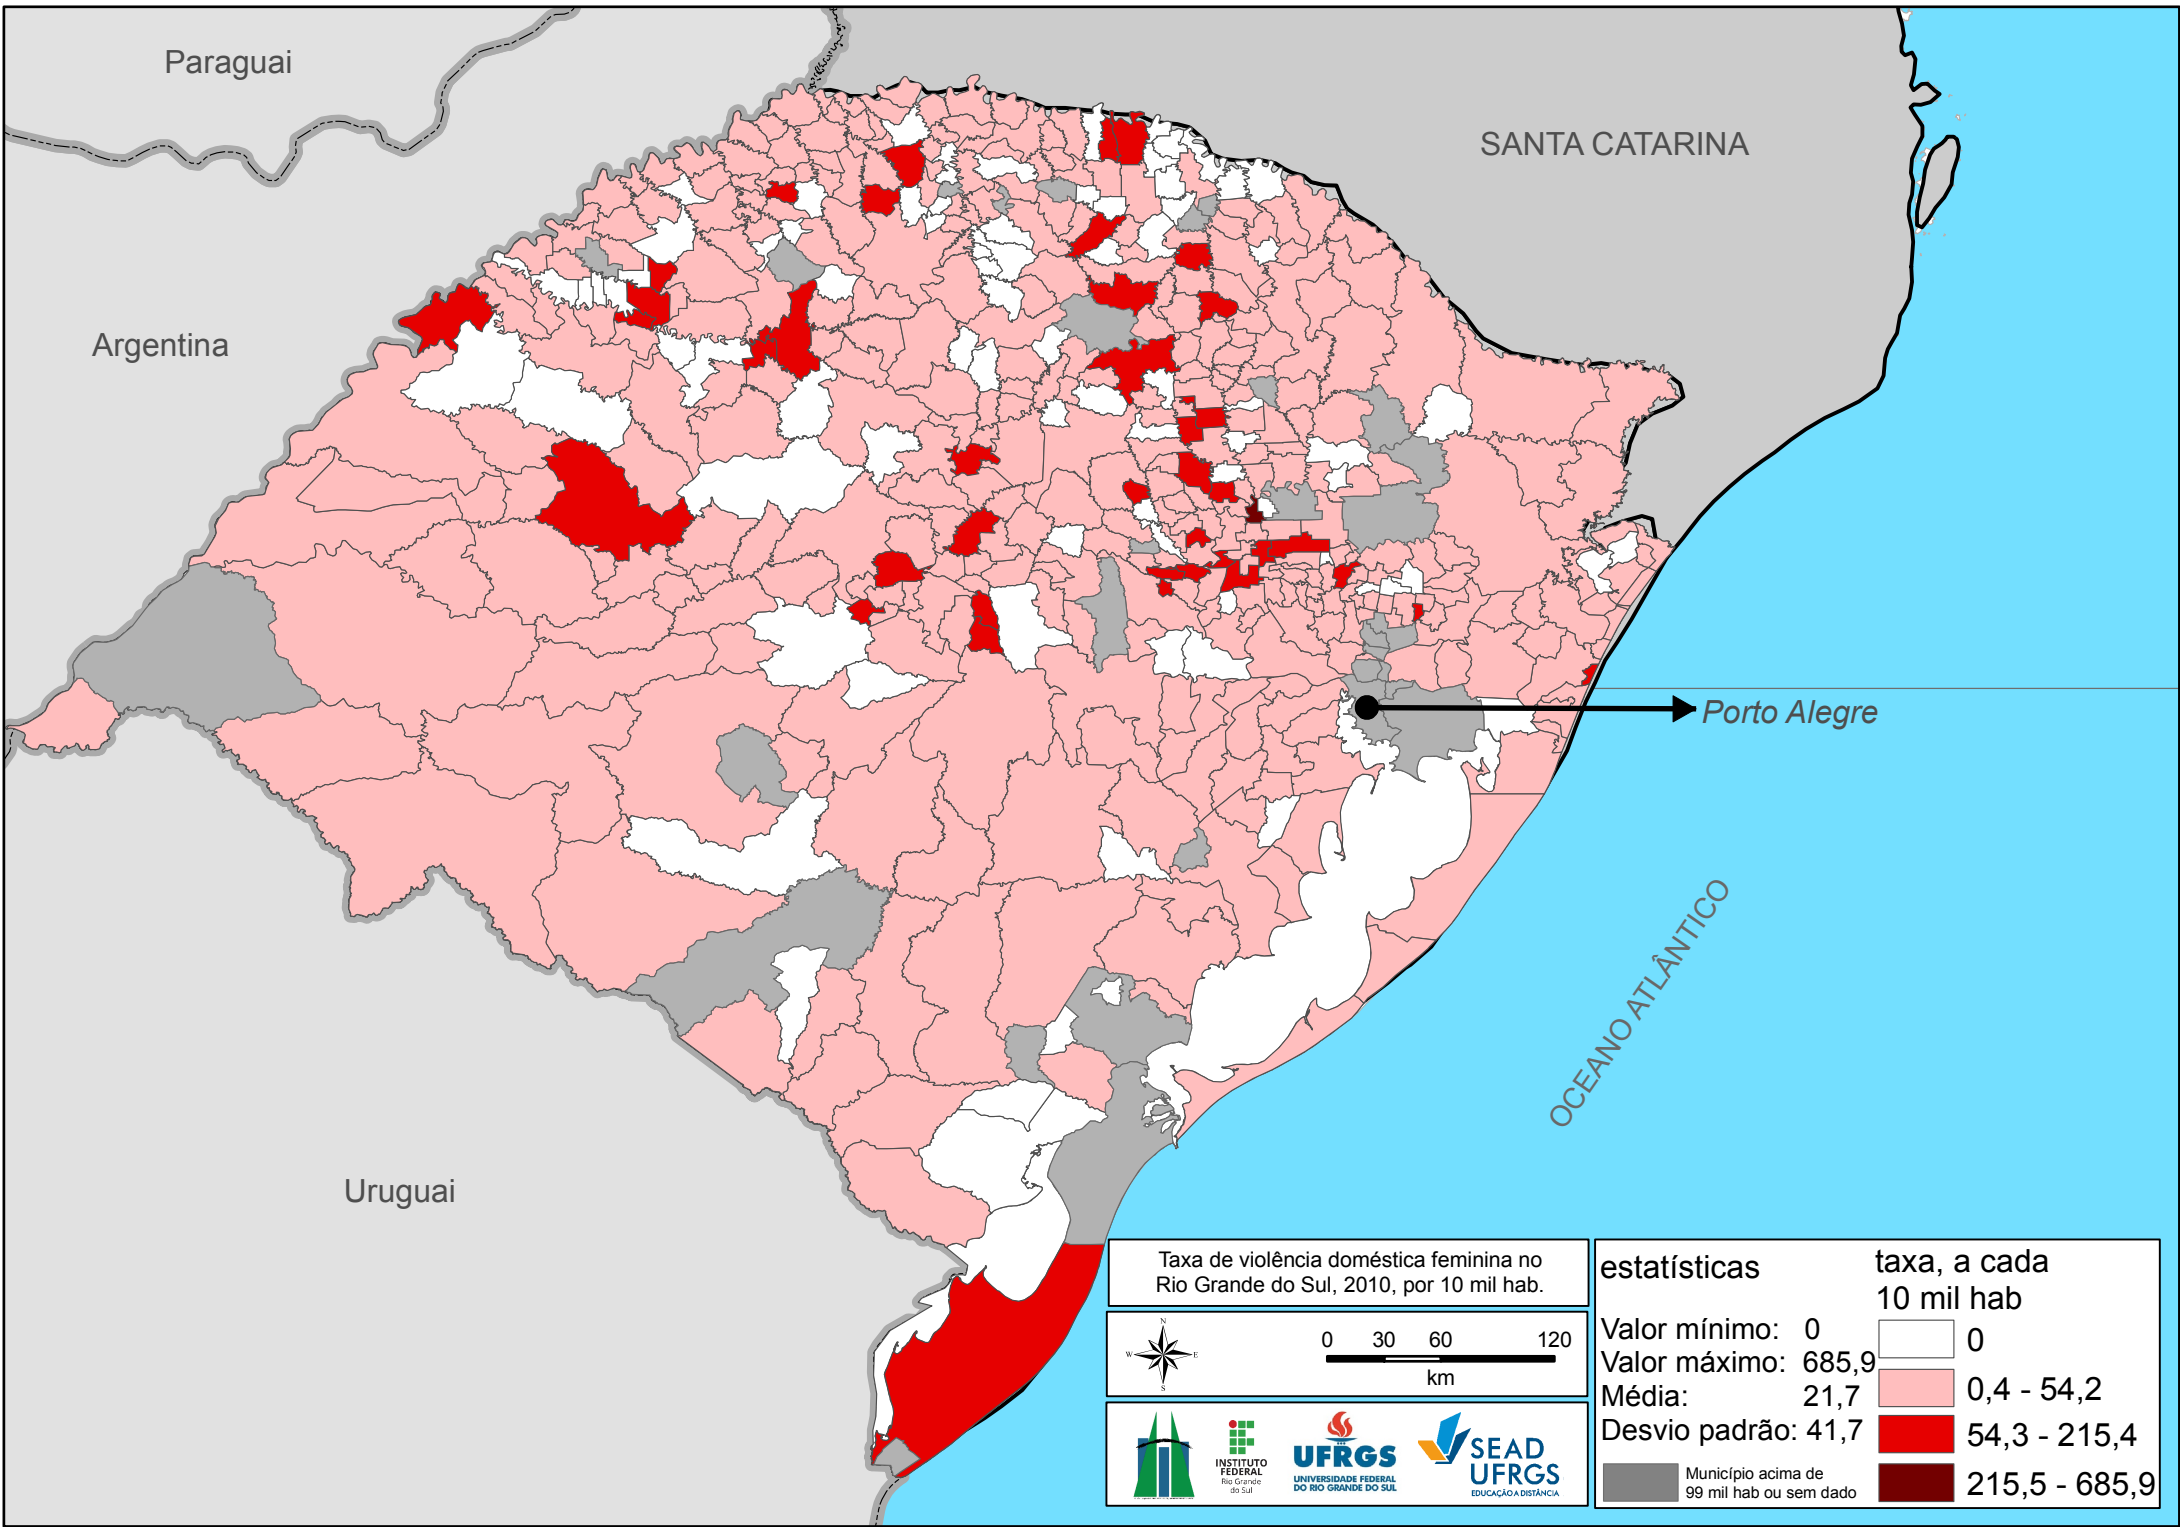 Paraguai
SANTA CATARINA
Argentina
Porto Alegre
OCEANO ATLÂNTICO
Uruguai
Taxa de violência doméstica feminina no
Rio Grande do Sul, 2010, por 10 mil hab.
N
W E
S
0 30 60 120
km
INSTITUTO
FEDERAL
Rio Grande
do Sul
UFRGS
UNIVERSIDADE FEDERAL
DO RIO GRANDE DO SUL
SEAD
UFRGS
EDUCAÇÃO A DISTÂNCIA
estatísticas
Valor mínimo: 0
Valor máximo: 685,9
Média: 21,7
Desvio padrão: 41,7
Município acima de
99 mil hab ou sem dado
taxa, a cada
10 mil hab
0
0,4 - 54,2
54,3 - 215,4
215,5 - 685,9